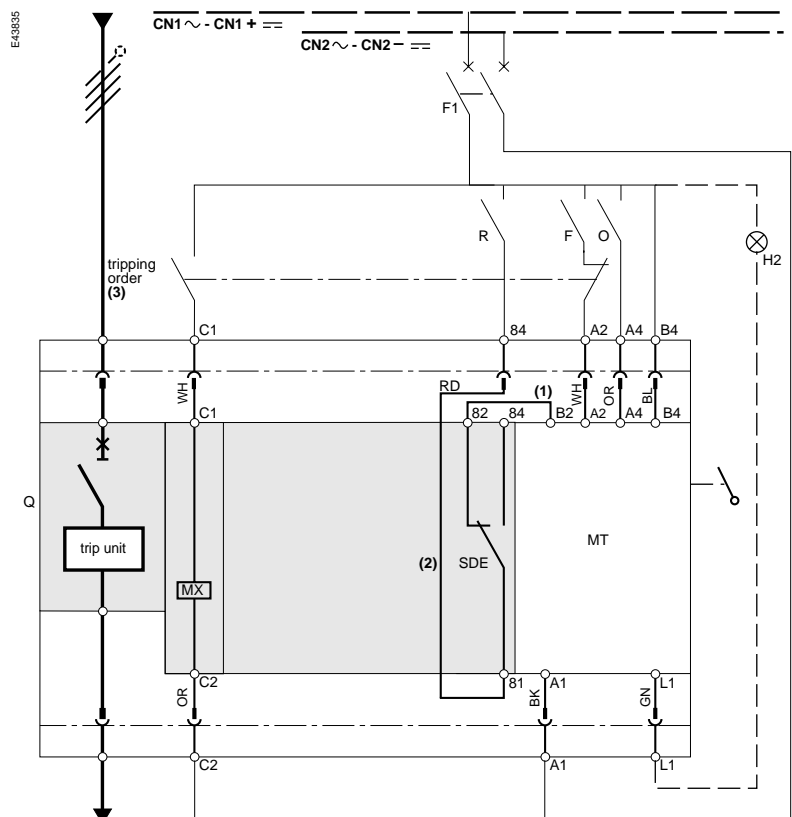 E43835
CN1 ∼ - CN1 + ⎓
CN2 ∼ - CN2 − ⎓
F1
R
F
O
H2
tripping
order
(3)
C1
84
A2
A4
B4
WH
RD
(1)
WH
OR
BL
C1
82
84
B2
A2
A4
B4
Q
trip unit
MX
(2)
SDE
MT
C2
81
A1
L1
OR
BK
GN
C2
A1
L1